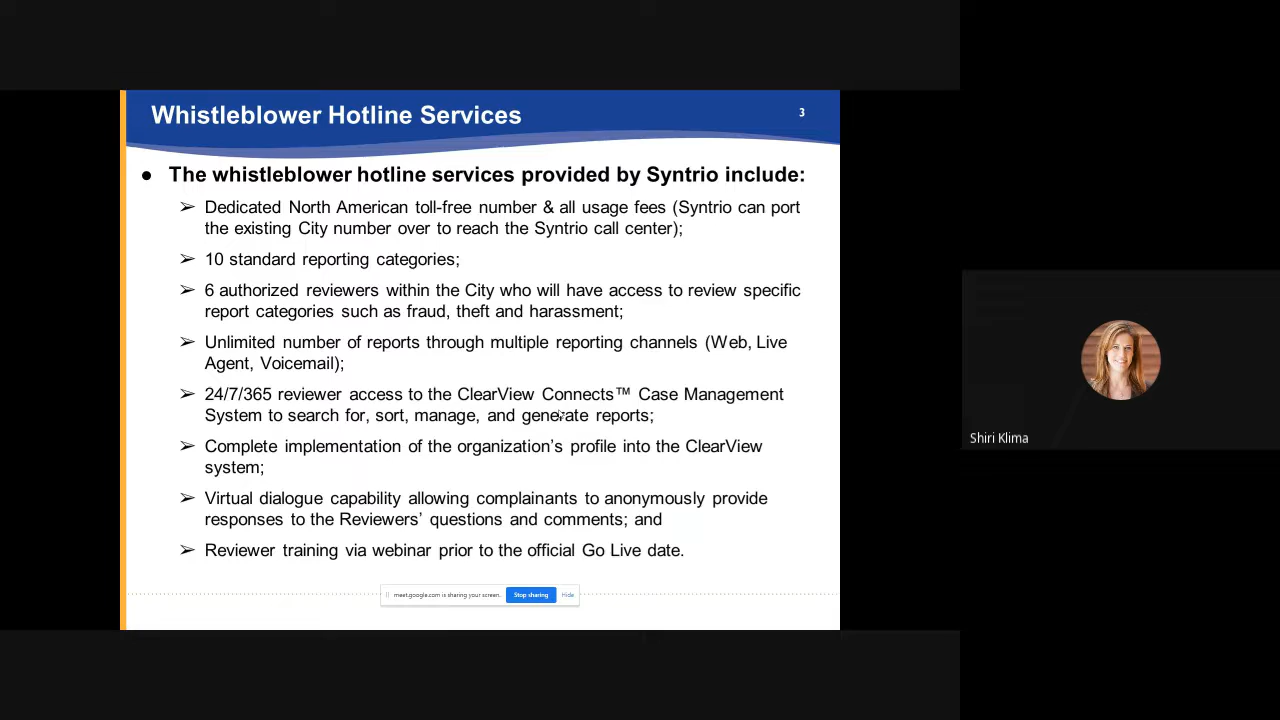 Whistleblower Hotline Services
3
● The whistleblower hotline services provided by Syntrio include:
➢ Dedicated North American toll-free number & all usage fees (Syntrio can port
the existing City number over to reach the Syntrio call center);
➢ 10 standard reporting categories;
➢ 6 authorized reviewers within the City who will have access to review specific
report categories such as fraud, theft and harassment;
➢ Unlimited number of reports through multiple reporting channels (Web, Live
Agent, Voicemail);
➢ 24/7/365 reviewer access to the ClearView Connects™ Case Management
System to search for, sort, manage, and generate reports;
➢ Complete implementation of the organization’s profile into the ClearView
system;
➢ Virtual dialogue capability allowing complainants to anonymously provide
responses to the Reviewers’ questions and comments; and
➢ Reviewer training via webinar prior to the official Go Live date.
meet.google.com is sharing your screen.
Stop sharing
Hide
Shiri Klima